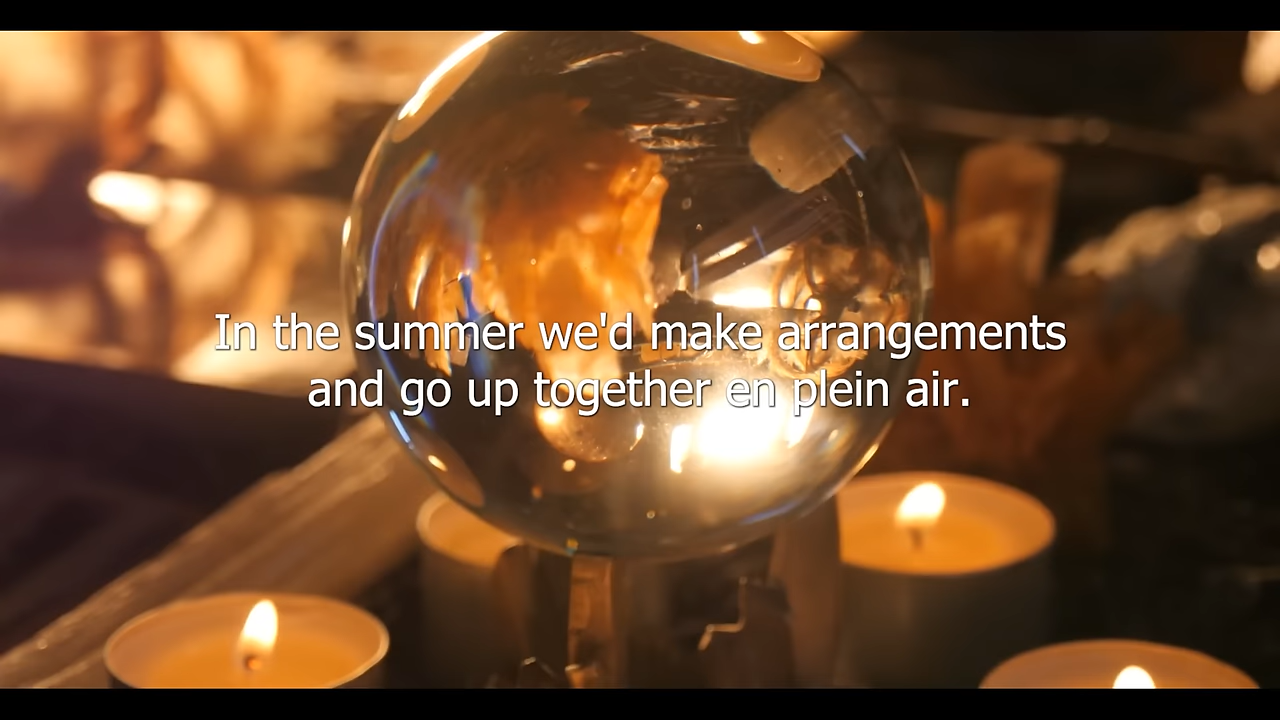 In the summer we'd make arrangements
and go up together en plein air.